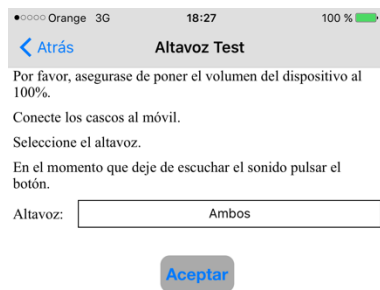 Orange 3G 18:27 100 %
Atrás Altavoz Test
Por favor, asegurase de poner el volumen del dispositivo al
100%.
Conecte los cascos al móvil.
Seleccione el altavoz.
En el momento que deje de escuchar el sonido pulsar el
botón.
Altavoz: Ambos
Aceptar